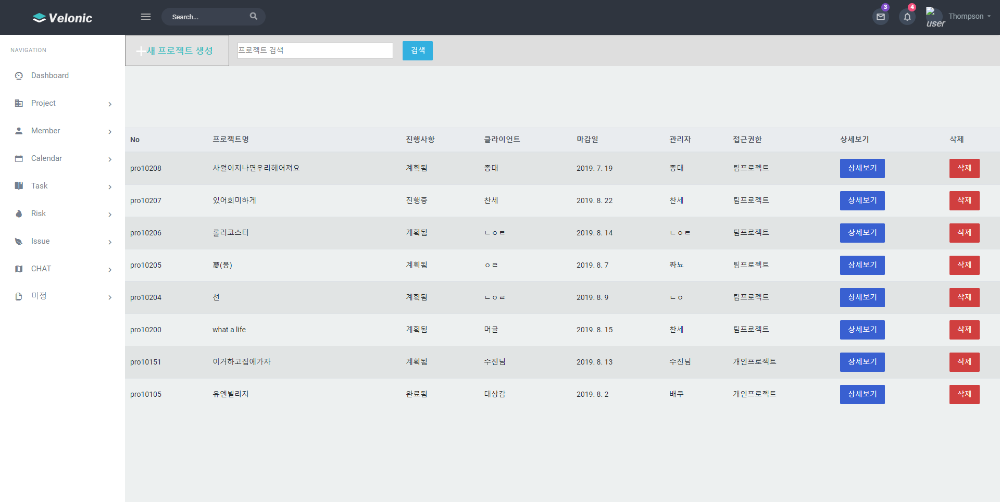 Velonic
Search...
3
4
user
Thompson
NAVIGATION
Dashboard
Project
Member
Calendar
Task
Risk
Issue
CHAT
미정
새 프로젝트 생성
프로젝트 검색
검색
No 프로젝트명 진행사항 클라이언트 마감일 관리자 접근권한 상세보기 삭제
pro10208 사월이지나면우리헤어져요 계획됨 종대 2019. 7. 19 종대 팀프로젝트 상세보기 삭제
pro10207 있어희미하게 진행중 찬세 2019. 8. 22 찬세 팀프로젝트 상세보기 삭제
pro10206 롤러코스터 계획됨 ㄴㅇㄹ 2019. 8. 14 ㄴㅇㄹ 팀프로젝트 상세보기 삭제
pro10205 夢(몽) 계획됨 ㅇㄹ 2019. 8. 7 짜뇨 팀프로젝트 상세보기 삭제
pro10204 선 계획됨 ㄴㅇㄹ 2019. 8. 9 ㄴㅇ 팀프로젝트 상세보기 삭제
pro10200 what a life 계획됨 머글 2019. 8. 15 찬세 팀프로젝트 상세보기 삭제
pro10151 이거하고집에가자 계획됨 수진님 2019. 8. 13 수진님 개인프로젝트 상세보기 삭제
pro10105 유엔빌리지 완료됨 대상감 2019. 8. 2 배쿠 개인프로젝트 상세보기 삭제